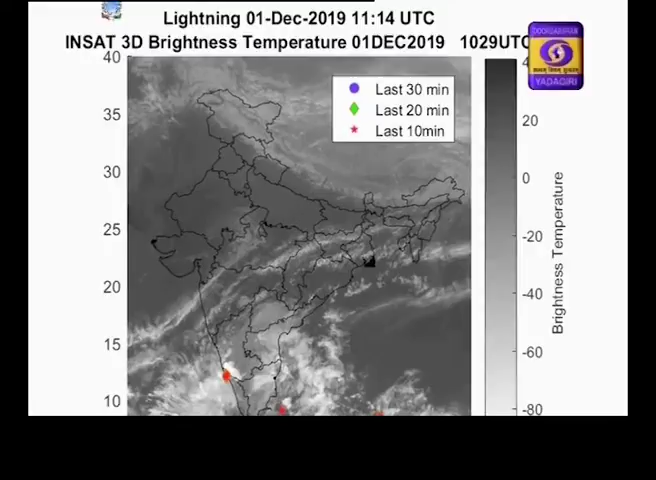 Lightning 01-Dec-2019 11:14 UTC
INSAT 3D Brightness Temperature 01DEC2019 1029UTC
DOORDARSHAN
YADAGIRI
Last 30 min
Last 20 min
Last 10min
40
35
30
25
20
15
10
4
20
0
-20
-40
-60
-80
Brightness Temperature